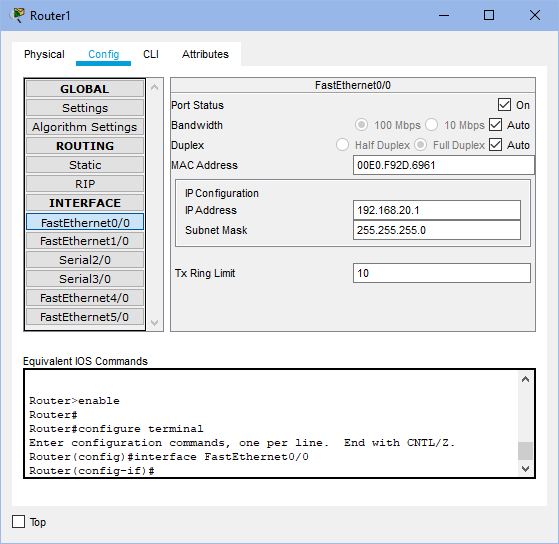 Router1
Physical Config CLI Attributes
GLOBAL
Settings
Algorithm Settings
ROUTING
Static
RIP
INTERFACE
FastEthernet0/0
FastEthernet1/0
Serial2/0
Serial3/0
FastEthernet4/0
FastEthernet5/0
FastEthernet0/0
Port Status On
Bandwidth 100 Mbps 10 Mbps Auto
Duplex Half Duplex Full Duplex Auto
MAC Address 00E0.F92D.6961
IP Configuration
IP Address 192.168.20.1
Subnet Mask 255.255.255.0
Tx Ring Limit 10
Equivalent IOS Commands
Router>enable
Router#
Router#configure terminal
Enter configuration commands, one per line. End with CNTL/Z.
Router(config)#interface FastEthernet0/0
Router(config-if)#
Top